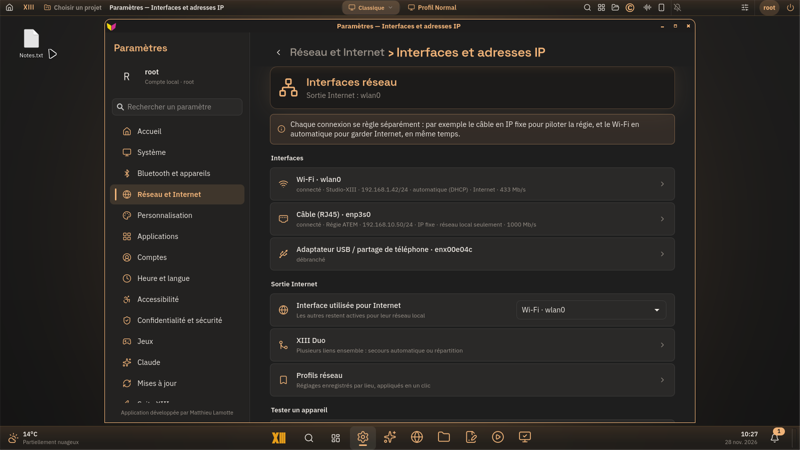 XIII
Choisir un projet
Paramètres — Interfaces et adresses IP
Classique
Profil Normal
root
Notes.txt
Paramètres — Interfaces et adresses IP
Paramètres
R
root
Compte local · root
Rechercher un paramètre
Accueil
Système
Bluetooth et appareils
Réseau et Internet
Personnalisation
Applications
Comptes
Heure et langue
Accessibilité
Confidentialité et sécurité
Jeux
Claude
Mises à jour
Application développée par Matthieu Lamotte
Réseau et Internet > Interfaces et adresses IP
Interfaces réseau
Sortie Internet : wlan0
Chaque connexion se règle séparément : par exemple le câble en IP fixe pour piloter la régie, et le Wi-Fi en
automatique pour garder Internet, en même temps.
Interfaces
Wi-Fi · wlan0
connecté · Studio-XIII · 192.168.1.42/24 · automatique (DHCP) · Internet · 433 Mb/s
Câble (RJ45) · enp3s0
connecté · Régie ATEM · 192.168.10.50/24 · IP fixe · réseau local seulement · 1000 Mb/s
Adaptateur USB / partage de téléphone · enx00e04c
débranché
Sortie Internet
Interface utilisée pour Internet
Les autres restent actives pour leur réseau local
Wi-Fi · wlan0
XIII Duo
Plusieurs liens ensemble : secours automatique ou répartition
Profils réseau
Réglages enregistrés par lieu, appliqués en un clic
Tester un appareil
14°C
Partiellement nuageux
XIII
10:27
28 nov. 2026
1